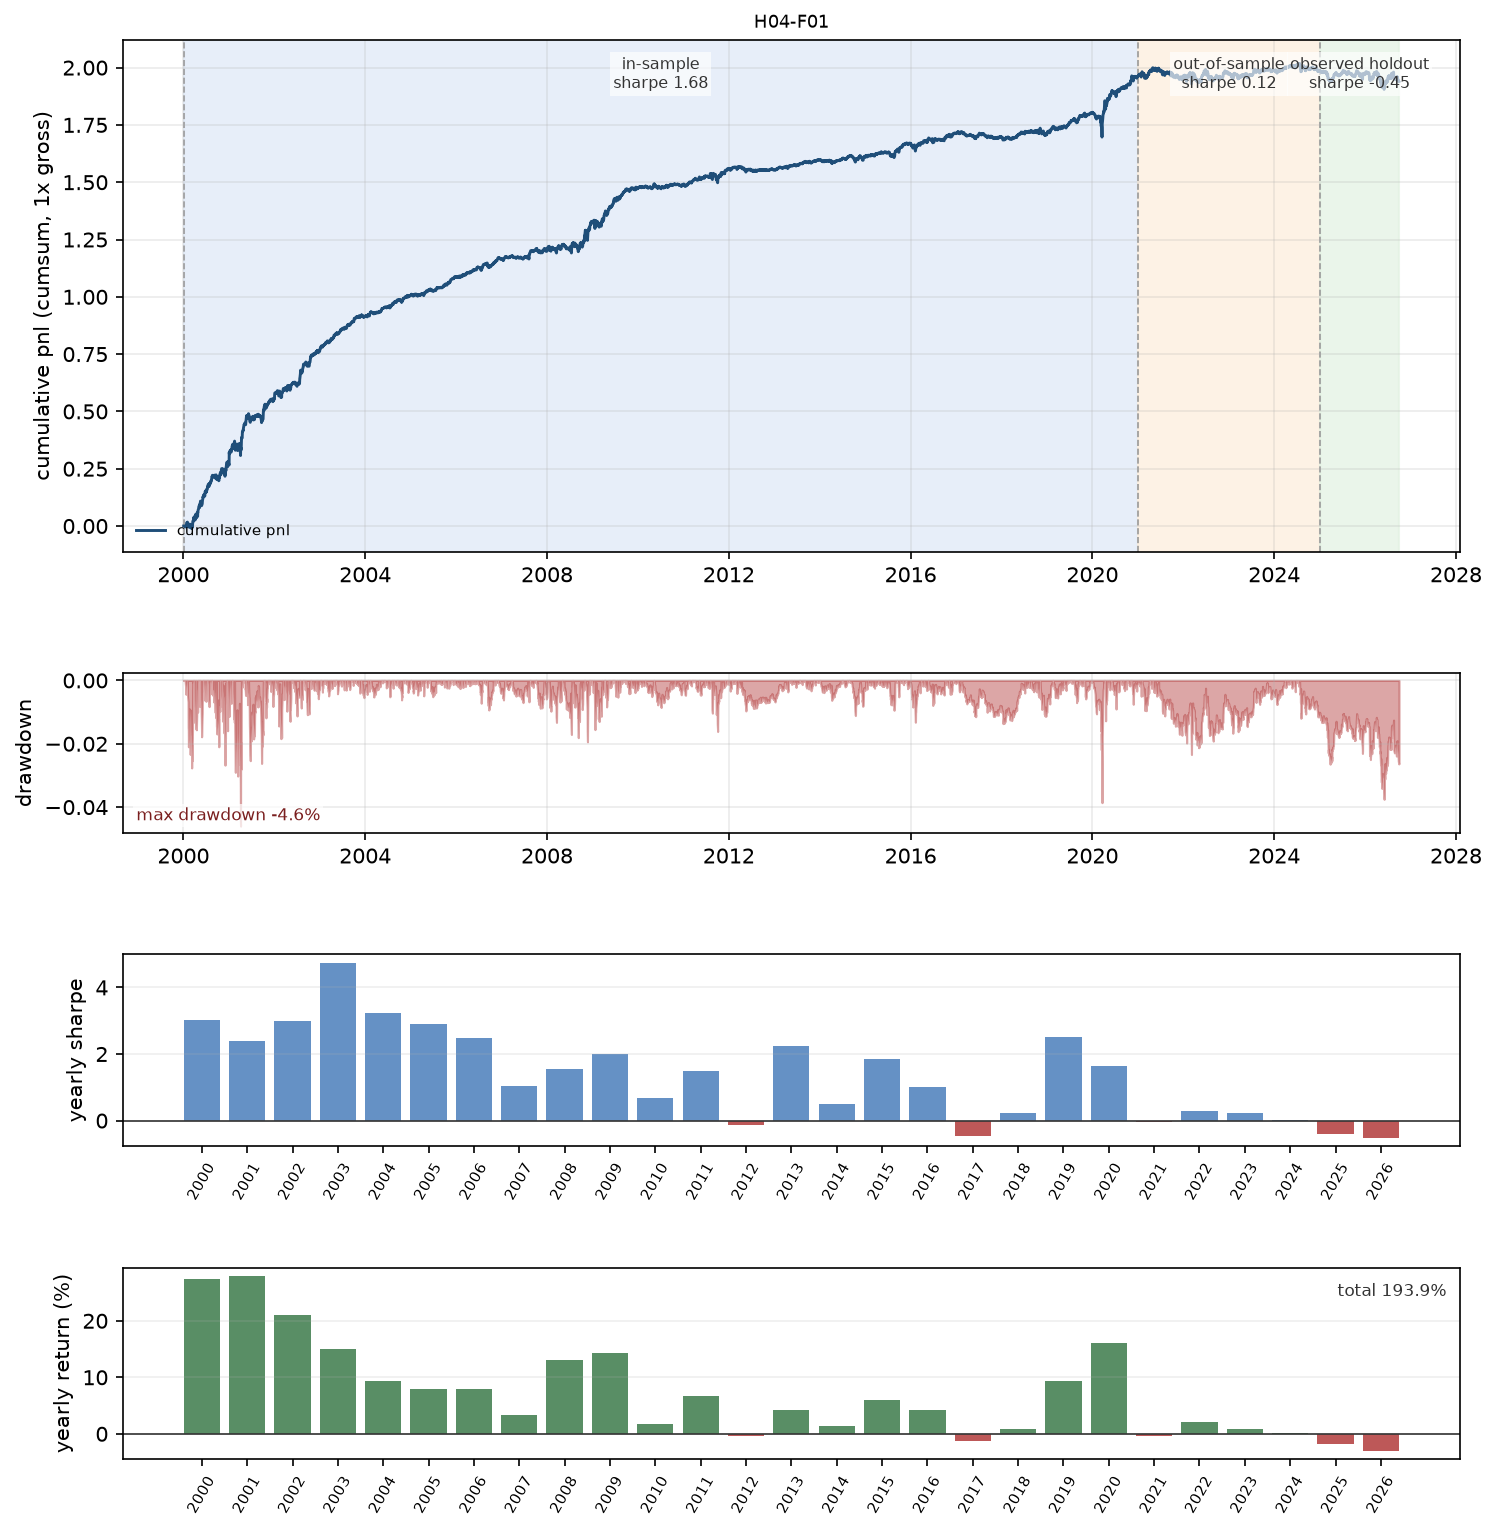 H04-F01
cumulative pnl (cumsum, 1x gross)
2.00
1.75
1.50
1.25
1.00
0.75
0.50
0.25
0.00
in-sample
sharpe 1.68
out-of-sample
sharpe 0.12
observed holdout
sharpe -0.45
cumulative pnl
2000 2004 2008 2012 2016 2020 2024 2028
drawdown
0.00
−0.02
−0.04
max drawdown -4.6%
2000 2004 2008 2012 2016 2020 2024 2028
yearly sharpe
4
2
0
2000 2001 2002 2003 2004 2005 2006 2007 2008 2009 2010 2011 2012 2013 2014 2015 2016 2017 2018 2019 2020 2021 2022 2023 2024 2025 2026
yearly return (%)
20
10
0
total 193.9%
2000 2001 2002 2003 2004 2005 2006 2007 2008 2009 2010 2011 2012 2013 2014 2015 2016 2017 2018 2019 2020 2021 2022 2023 2024 2025 2026